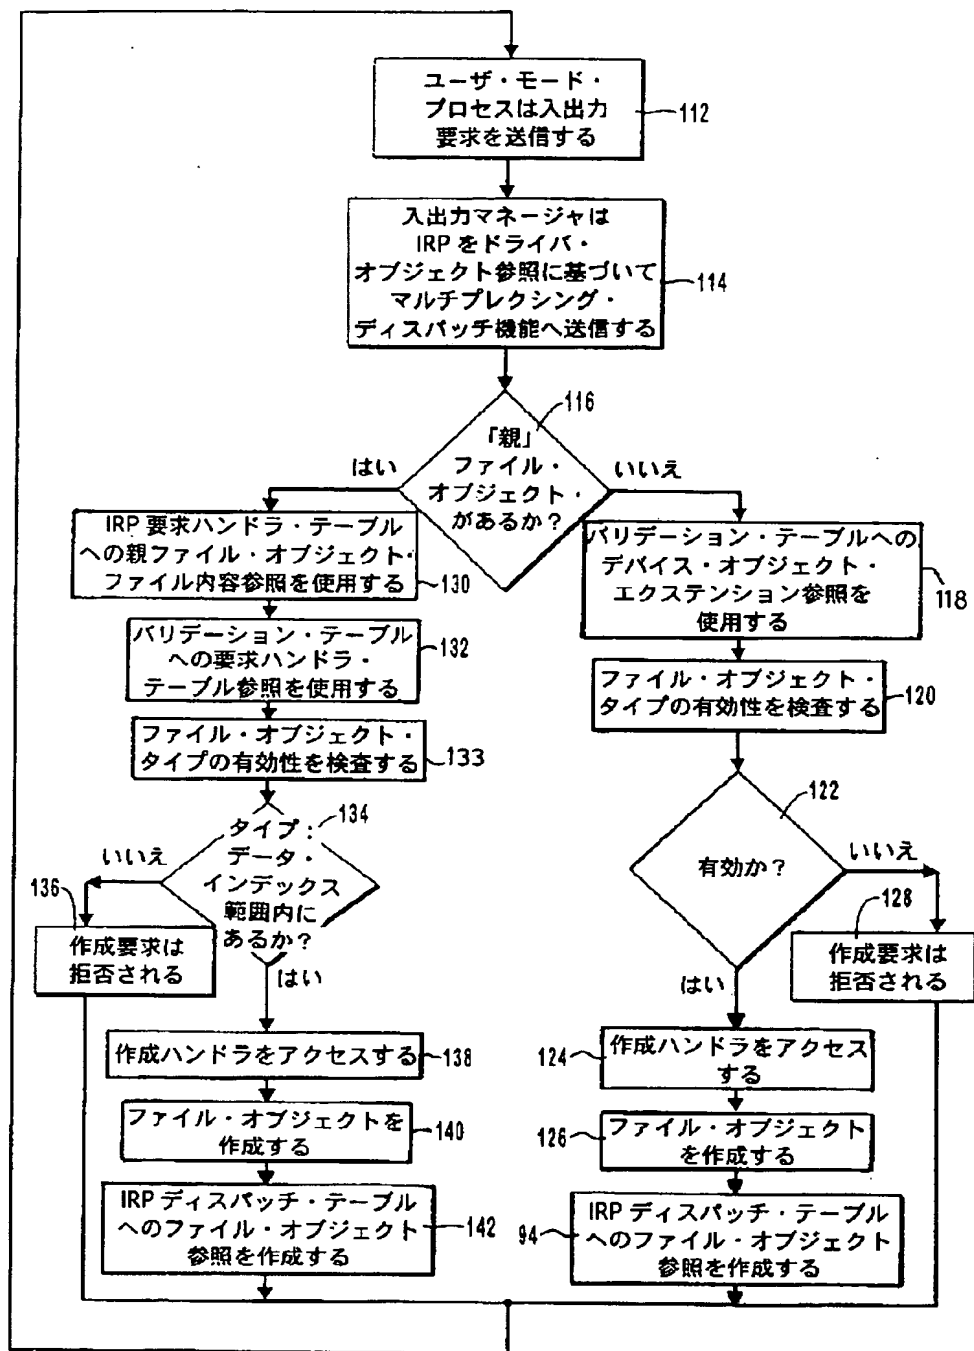 ユーザ・モード・
プロセスは入出力
要求を送信する
112
入出力マネージャは
IRPをドライバ・
オブジェクト参照に基づいて
マルチプレクシング・
ディスパッチ機能へ送信する
114
116
「親」
ファイル・
オブジェクト・
があるか？
はい
いいえ
IRP要求ハンドラ・テーブル
への親ファイル・オブジェクト・
ファイル内容参照を使用する
130
バリデーション・テーブル
への要求ハンドラ・
テーブル参照を使用する
132
ファイル・オブジェクト・
タイプの有効性を検査する
133
134
タイプ：
データ・
インデックス
範囲内に
あるか？
いいえ
はい
136
作成要求は
拒否される
作成ハンドラをアクセスする
138
ファイル・オブジェクトを
作成する
140
IRPディスパッチ・テーブル
へのファイル・オブジェクト
参照を作成する
142
バリデーション・テーブルへの
デバイス・オブジェクト・
エクステンション参照を
使用する
118
ファイル・オブジェクト・
タイプの有効性を検査する
120
122
有効か？
いいえ
はい
128
作成要求は
拒否される
124
作成ハンドラをアクセス
する
126
ファイル・オブジェクト
を作成する
94
IRPディスパッチ・テーブル
へのファイル・オブジェクト
参照を作成する